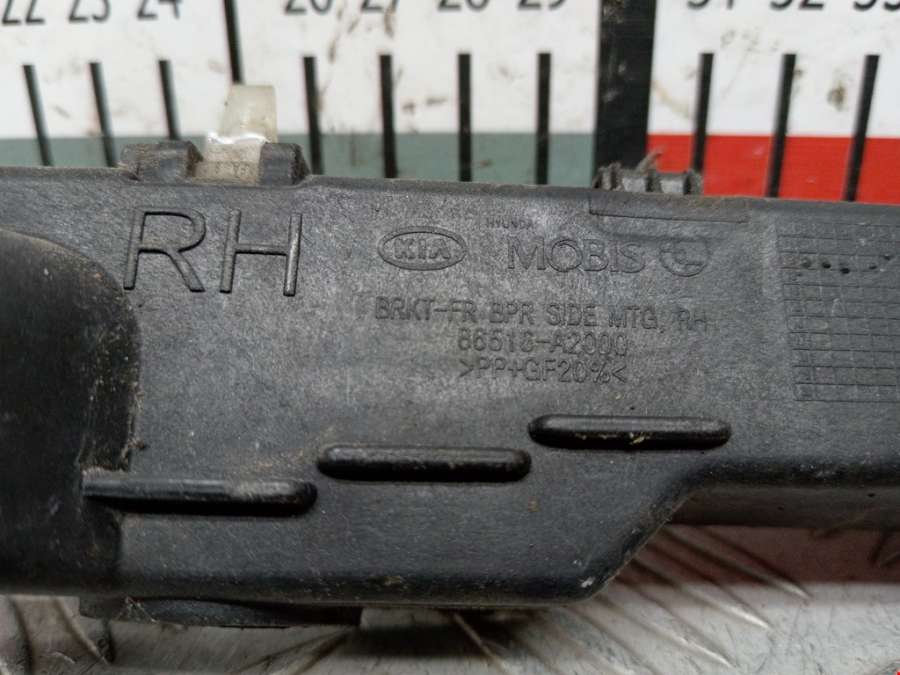 22 23 24 26 27 28 29 31 32 33
RH
KIA HYUNDAI MOBIS
BRKT-FR BPR SIDE MTG, RH
86516-A2000
>PP+GF20%<